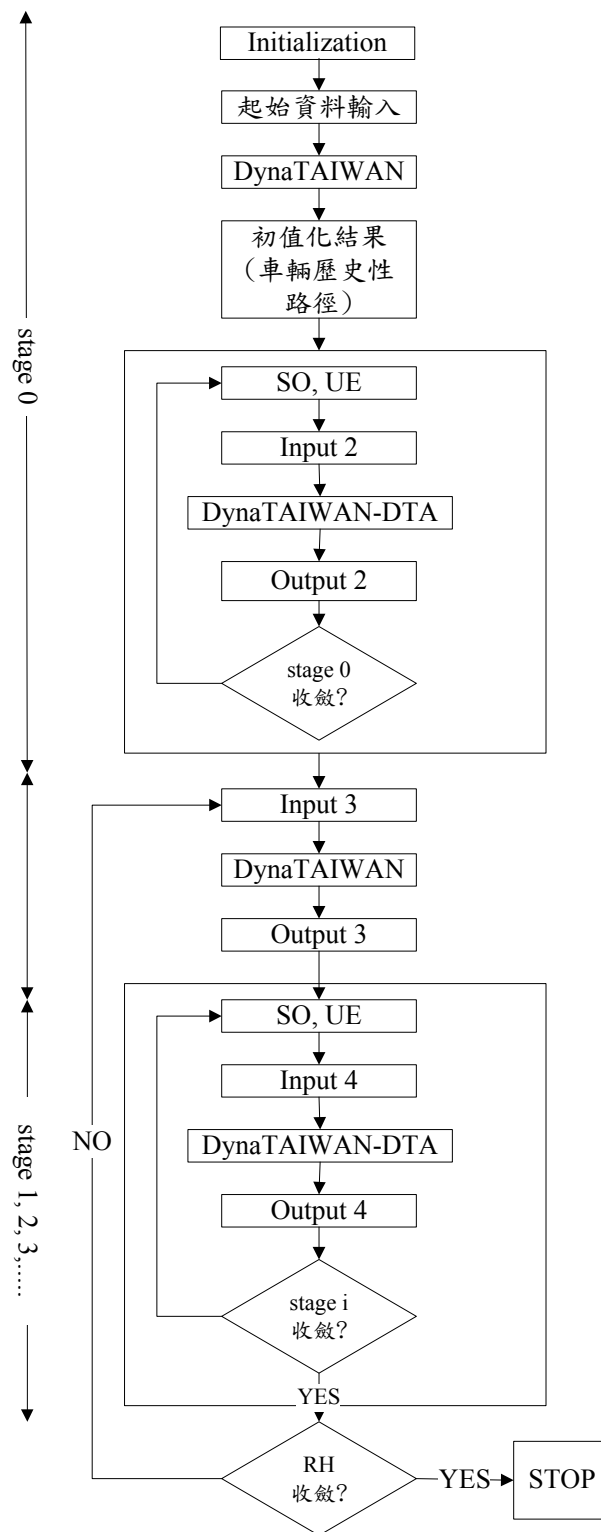 Initialization
起始資料輸入
DynaTAIWAN
初值化結果
（車輛歷史性
路徑）
stage 0
SO, UE
Input 2
DynaTAIWAN-DTA
Output 2
stage 0
收斂?
Input 3
DynaTAIWAN
Output 3
SO, UE
Input 4
DynaTAIWAN-DTA
Output 4
stage i
收斂?
stage 1, 2, 3,......
NO
YES
RH
收斂?
YES
STOP